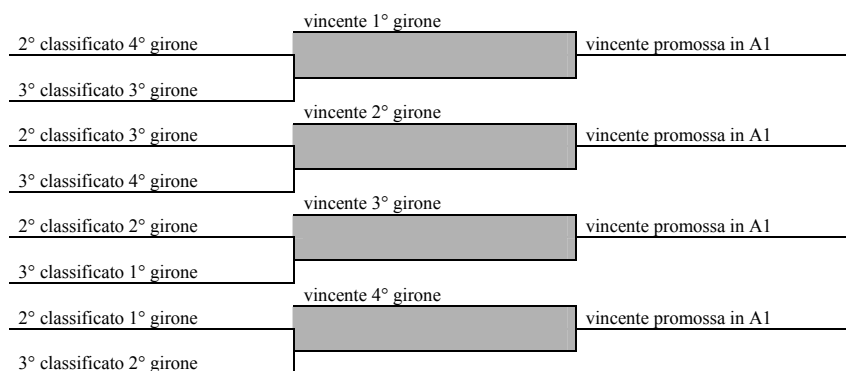 vincente 1° girone
2° classificato 4° girone
vincente promossa in A1
3° classificato 3° girone
vincente 2° girone
2° classificato 3° girone
vincente promossa in A1
3° classificato 4° girone
vincente 3° girone
2° classificato 2° girone
vincente promossa in A1
3° classificato 1° girone
vincente 4° girone
2° classificato 1° girone
vincente promossa in A1
3° classificato 2° girone